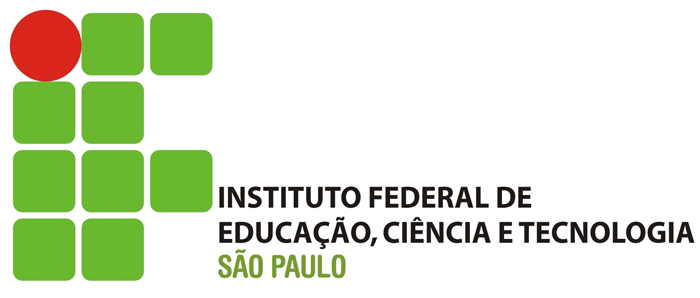 INSTITUTO FEDERAL DE
EDUCAÇÃO, CIÊNCIA E TECNOLOGIA
SÃO PAULO